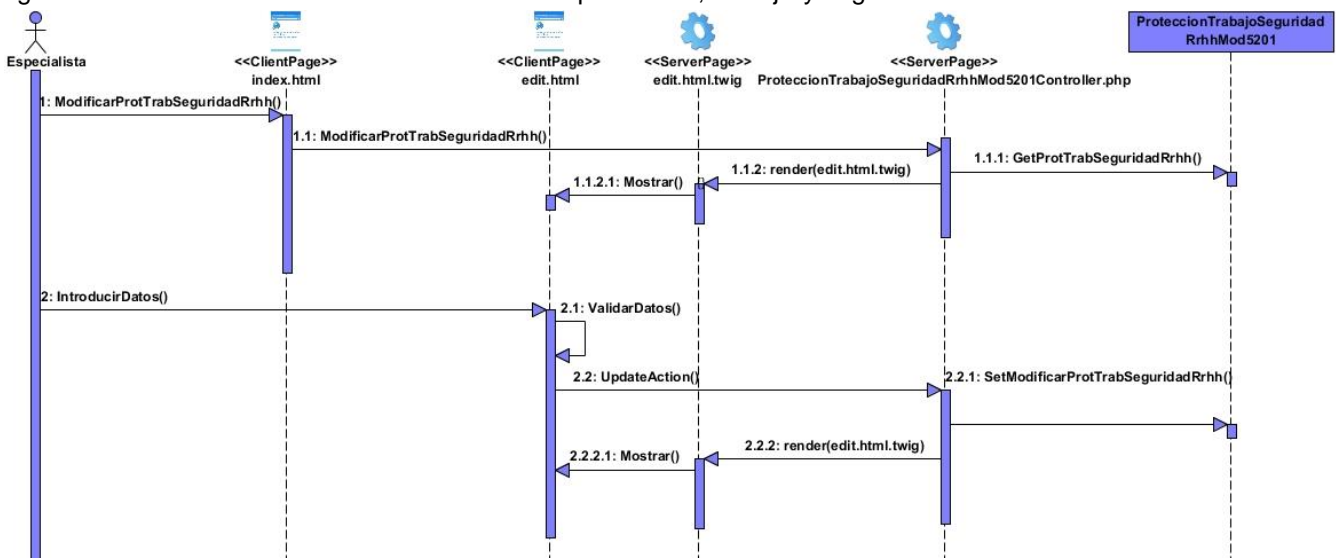 Especialista
<<ClientPage>>
index.html
<<ClientPage>>
edit.html
<<ServerPage>>
edit.html.twig
<<ServerPage>>
ProteccionTrabajoSeguridadRrhhMod5201Controller.php
ProteccionTrabajoSeguridad
RrhhMod5201
1: ModificarProtTrabSeguridadRrhh()
1.1: ModificarProtTrabSeguridadRrhh()
1.1.1: GetProtTrabSeguridadRrhh()
1.1.2: render(edit.html.twig)
1.1.2.1: Mostrar()
2: IntroducirDatos()
2.1: ValidarDatos()
2.2: UpdateAction()
2.2.1: SetModificarProtTrabSeguridadRrhh()
2.2.2: render(edit.html.twig)
2.2.2.1: Mostrar()